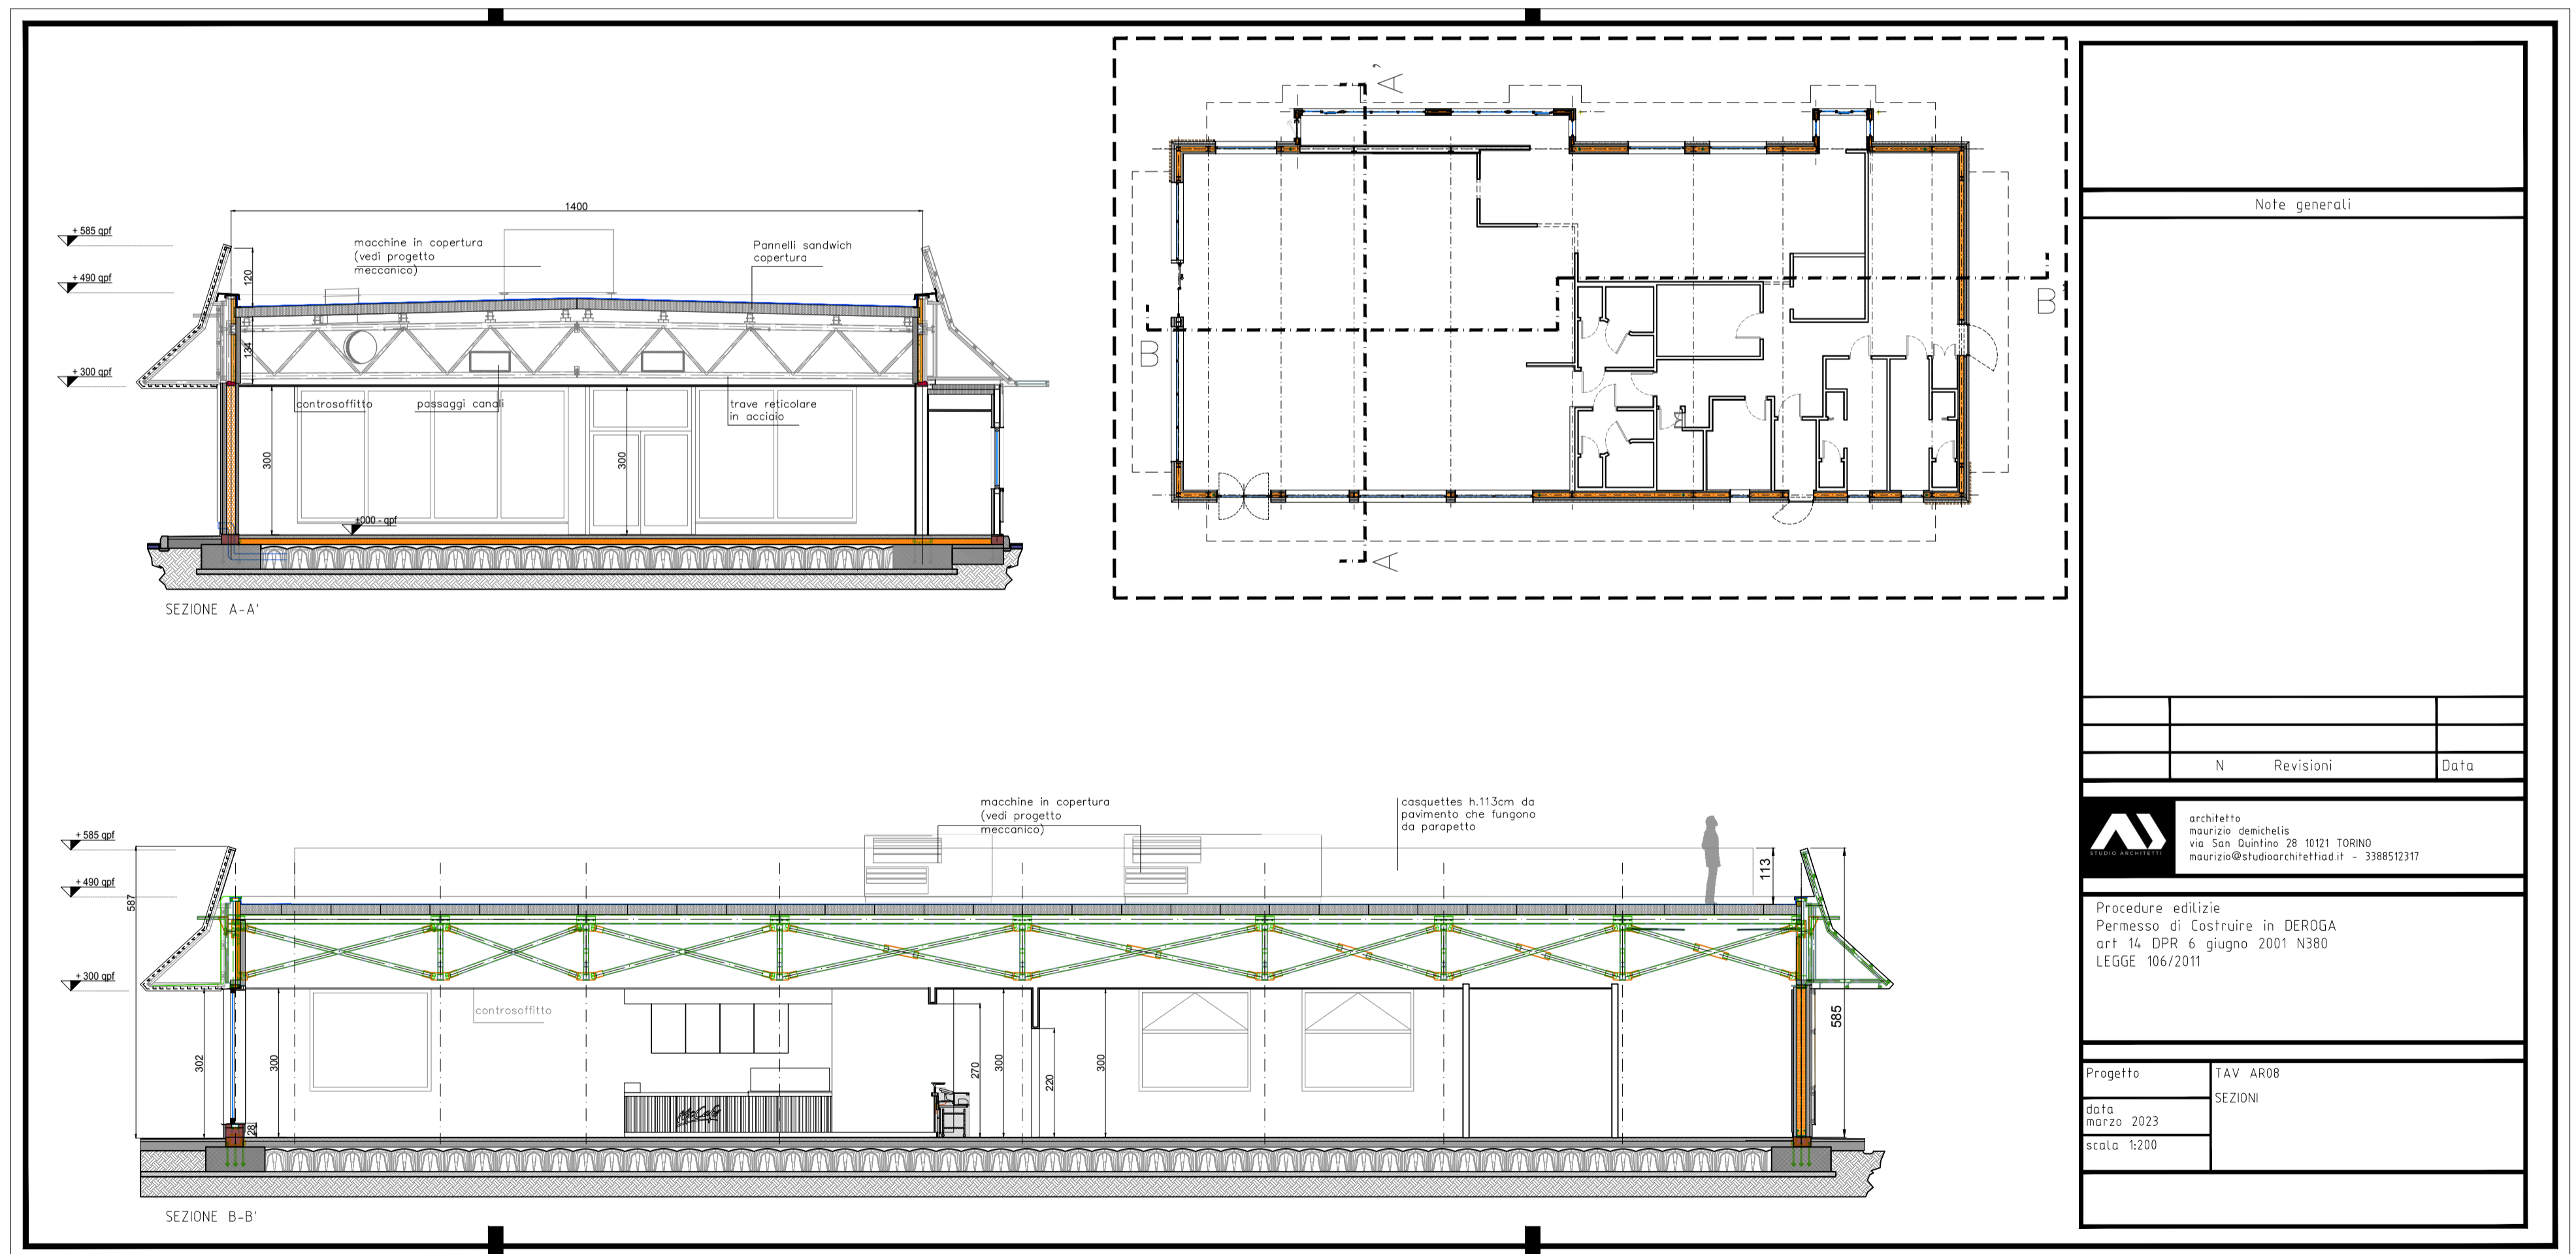 1400
+ 585 qpf
+ 490 qpf
+ 300 qpf
macchine in copertura
(vedi progetto
meccanico)
Pannelli sandwich
copertura
120
134
controsoffitto
passaggi canali
trave reticolare
in acciaio
300
300
±000 - qpf
SEZIONE A-A'
A'
B
B'
A
macchine in copertura
(vedi progetto
meccanico)
casquettes h.113cm da
pavimento che fungono
da parapetto
+ 585 qpf
+ 490 qpf
+ 300 qpf
587
113
585
controsoffitto
302
300
28
270
300
220
300
McCafé
SEZIONE B-B'
Note generali
N Revisioni Data
STUDIO ARCHITETTI
architetto
maurizio demichelis
via San Quintino 28 10121 TORINO
maurizio@studioarchitettiad.it - 3388512317
Procedure edilizie
Permesso di Costruire in DEROGA
art 14 DPR 6 giugno 2001 N380
LEGGE 106/2011
Progetto
TAV AR08
SEZIONI
data
marzo 2023
scala 1:200